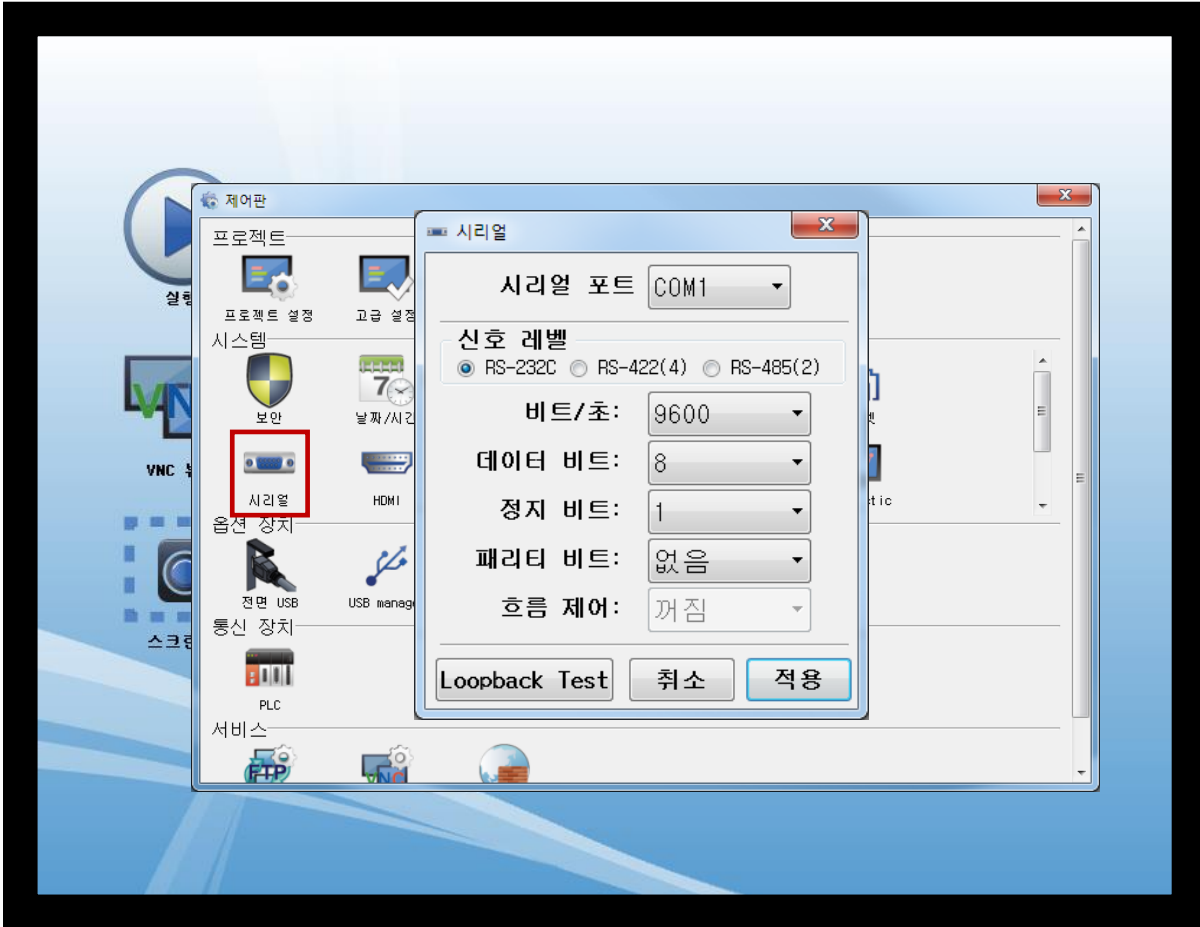 제어판
프로젝트
프로젝트 설정
고급 설정
시스템
보안
날짜/시간
7
시리얼
HDMI
옵션 장치
전면 USB
USB manag
통신 장치
PLC
서비스
FTP
VNC
VNC
VNC
스크린
시리얼
시리얼 포트 COM1
신호 레벨
RS-232C RS-422(4) RS-485(2)
비트/초: 9600
데이터 비트: 8
정지 비트: 1
패리티 비트: 없음
흐름 제어: 꺼짐
Loopback Test 취소 적용